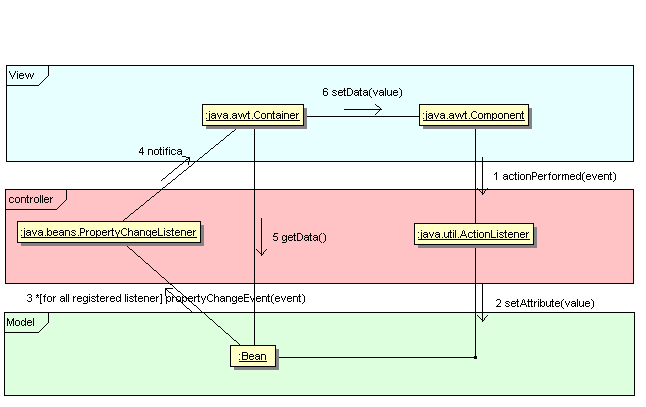 View
6 setData(value)
:java.awt.Container
:java.awt.Component
4 notifica
1 actionPerformed(event)
controller
:java.beans.PropertyChangeListener
5 getData()
:java.util.ActionListener
3 *[for all registered listener] propertyChangeEvent(event)
2 setAttribute(value)
Model
:Bean